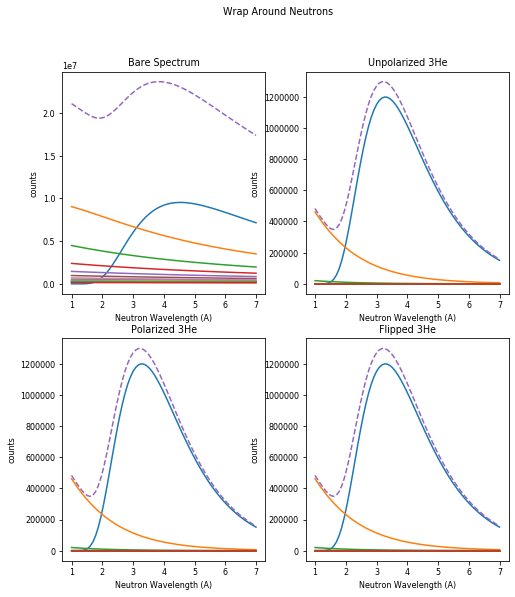 Wrap Around Neutrons
Bare Spectrum
1e7
2.0
1.5
1.0
0.5
0.0
counts
1 2 3 4 5 6 7
Neutron Wavelength (A)
Unpolarized 3He
1200000
1000000
800000
600000
400000
200000
0
counts
1 2 3 4 5 6 7
Neutron Wavelength (A)
Polarized 3He
1200000
1000000
800000
600000
400000
200000
0
counts
1 2 3 4 5 6 7
Neutron Wavelength (A)
Flipped 3He
1200000
1000000
800000
600000
400000
200000
0
counts
1 2 3 4 5 6 7
Neutron Wavelength (A)